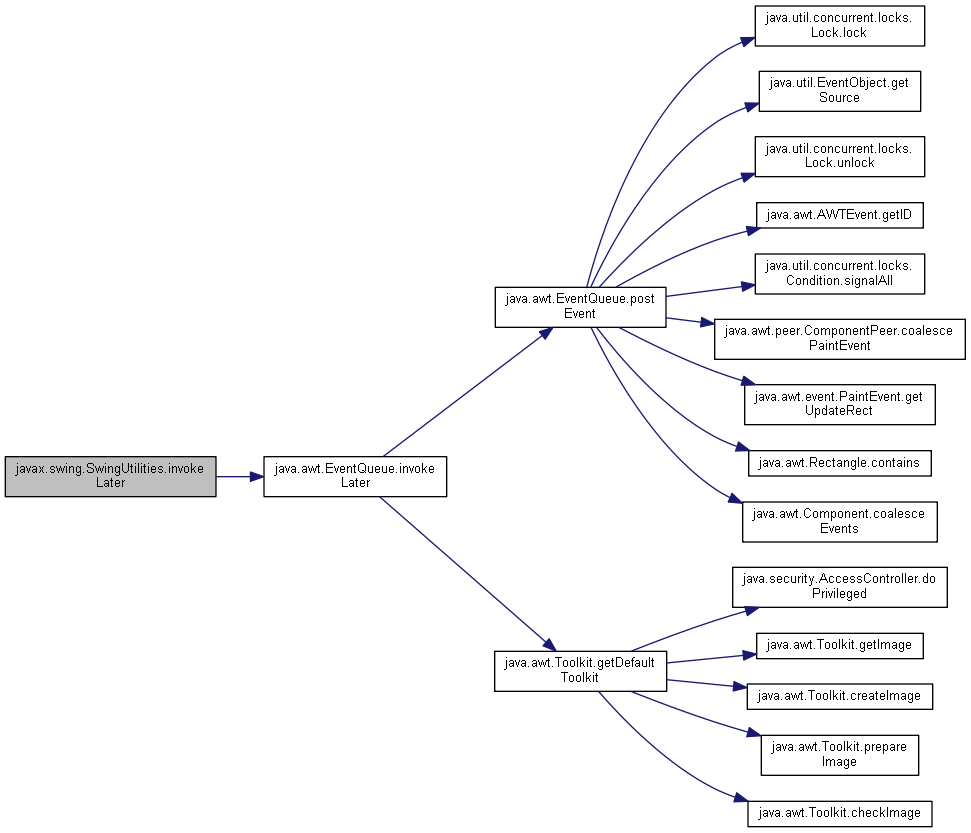 javax.swing.SwingUtilities.invoke
Later
java.awt.EventQueue.invoke
Later
java.awt.EventQueue.post
Event
java.util.concurrent.locks.
Lock.lock
java.util.EventObject.get
Source
java.util.concurrent.locks.
Lock.unlock
java.awt.AWTEvent.getID
java.util.concurrent.locks.
Condition.signalAll
java.awt.peer.ComponentPeer.coalesce
PaintEvent
java.awt.event.PaintEvent.get
UpdateRect
java.awt.Rectangle.contains
java.awt.Component.coalesce
Events
java.awt.Toolkit.getDefault
Toolkit
java.security.AccessController.do
Privileged
java.awt.Toolkit.getImage
java.awt.Toolkit.createImage
java.awt.Toolkit.prepare
Image
java.awt.Toolkit.checkImage